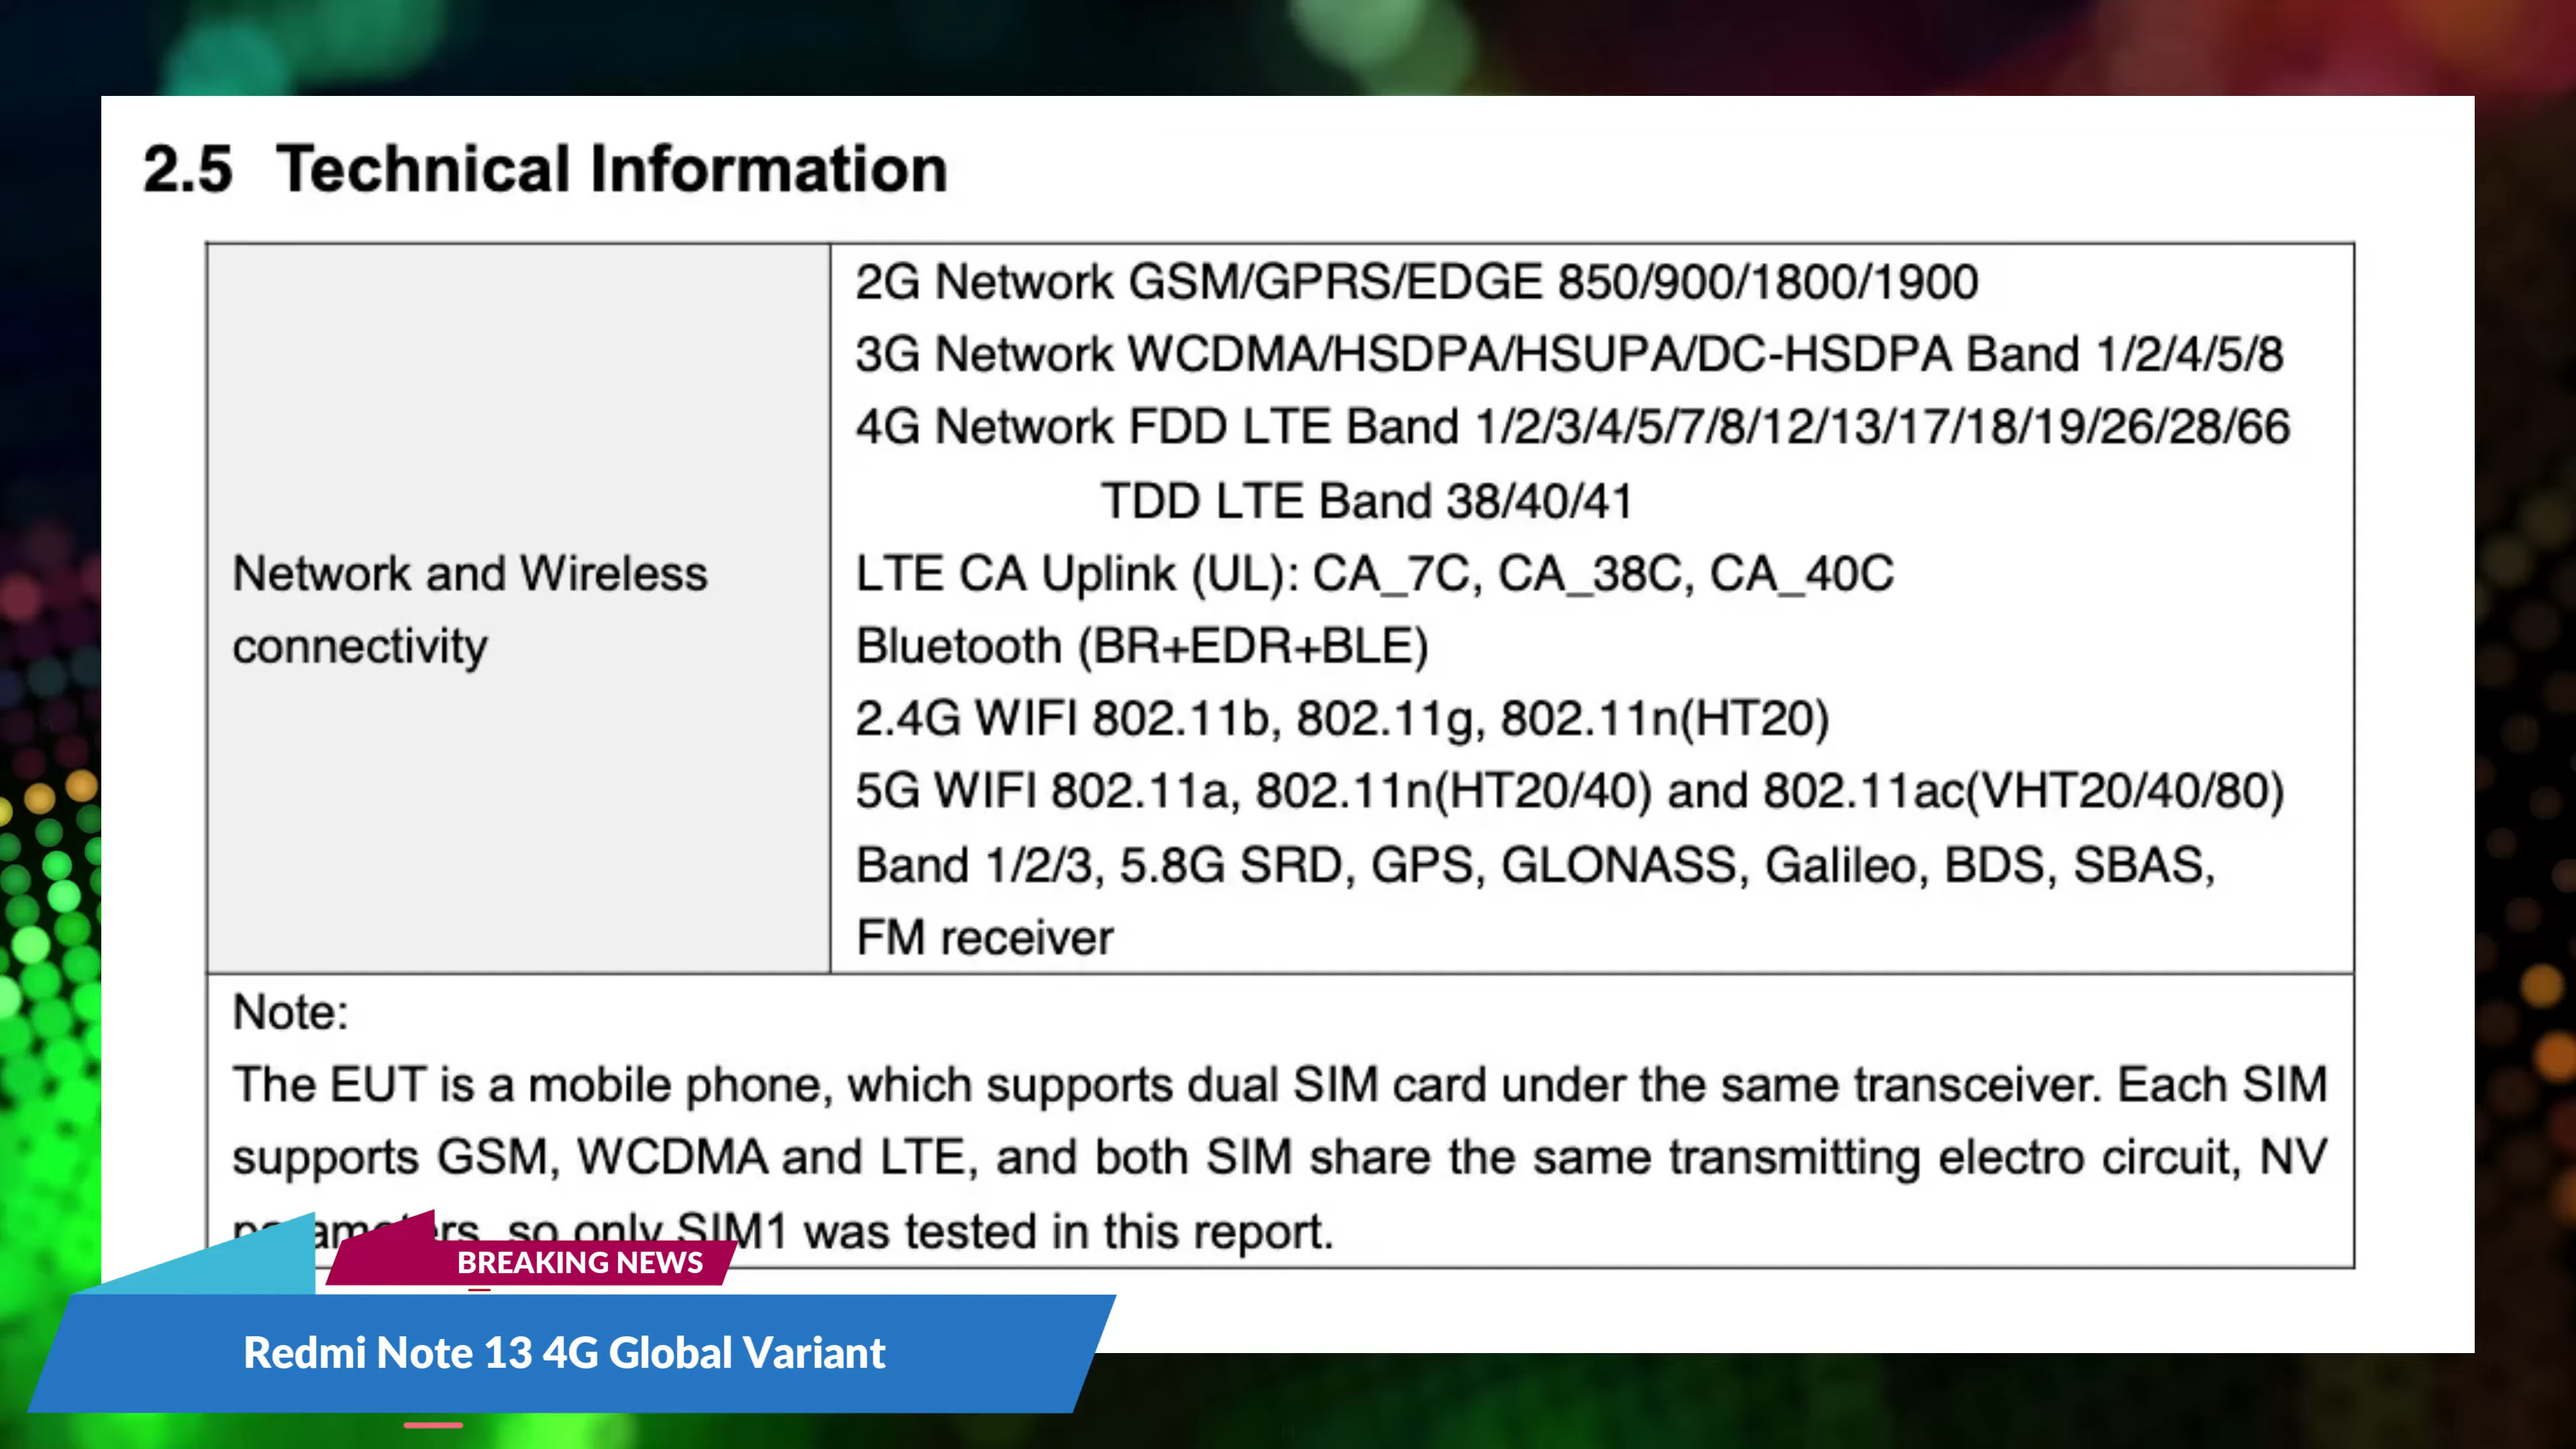 2.5 Technical Information
2G Network GSM/GPRS/EDGE 850/900/1800/1900
3G Network WCDMA/HSDPA/HSUPA/DC-HSDPA Band 1/2/4/5/8
4G Network FDD LTE Band 1/2/3/4/5/7/8/12/13/17/18/19/26/28/66
TDD LTE Band 38/40/41
Network and Wireless
connectivity
LTE CA Uplink (UL): CA_7C, CA_38C, CA_40C
Bluetooth (BR+EDR+BLE)
2.4G WIFI 802.11b, 802.11g, 802.11n(HT20)
5G WIFI 802.11a, 802.11n(HT20/40) and 802.11ac(VHT20/40/80)
Band 1/2/3, 5.8G SRD, GPS, GLONASS, Galileo, BDS, SBAS,
FM receiver
Note:
The EUT is a mobile phone, which supports dual SIM card under the same transceiver. Each SIM
supports GSM, WCDMA and LTE, and both SIM share the same transmitting electro circuit, NV
parameters, so only SIM1 was tested in this report.
BREAKING NEWS
Redmi Note 13 4G Global Variant